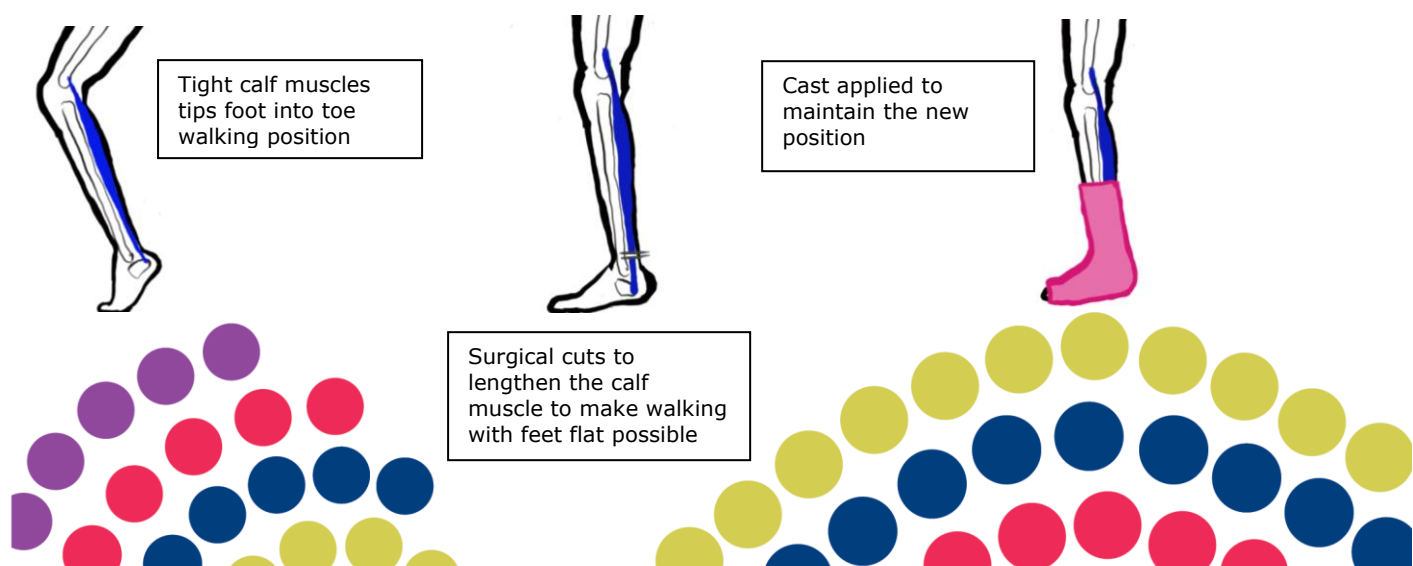 Tight calf muscles
tips foot into toe
walking position
Cast applied to
maintain the new
position
Surgical cuts to
lengthen the calf
muscle to make walking
with feet flat possible